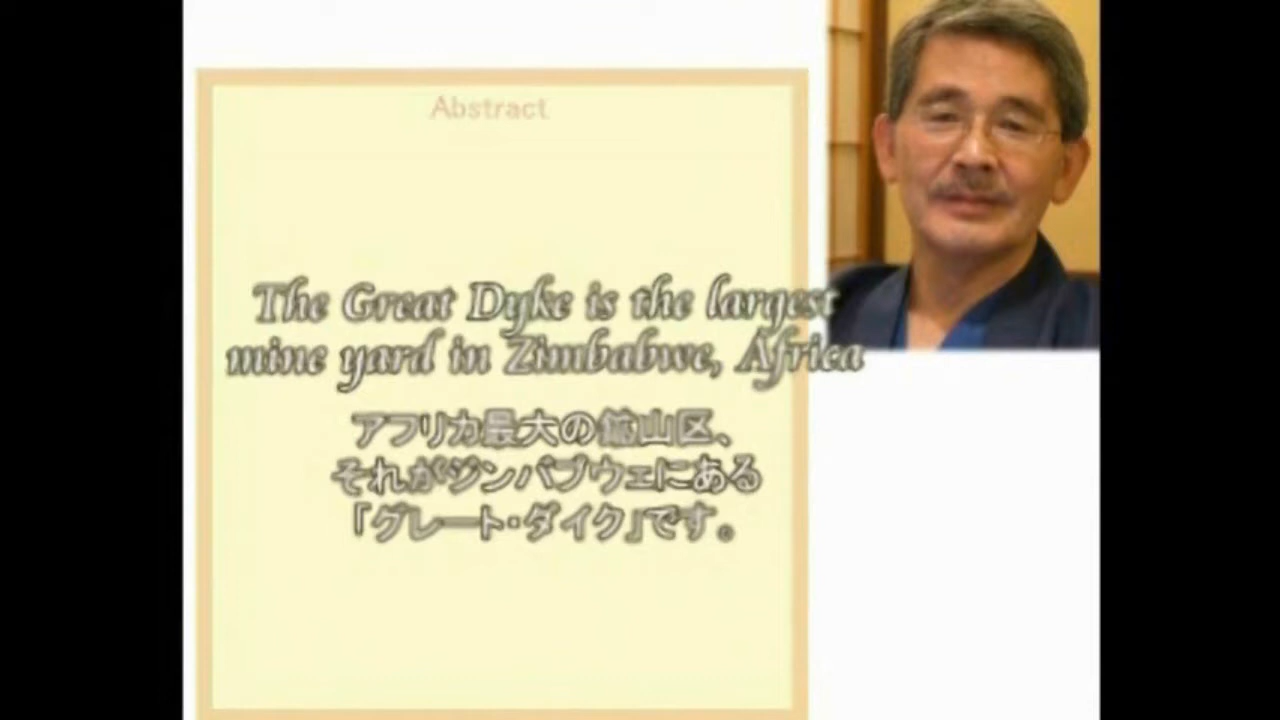 Abstract
The Great Dyke is the largest
mine yard in Zimbabwe, Africa
アフリカ最大の鉱山区、
それがジンバブウェにある
「グレート・ダイク」です。